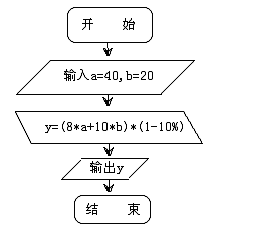 开 始
输入a=40,b=20
y=(8*a+10*b)*(1-10%)
输出y
结 束